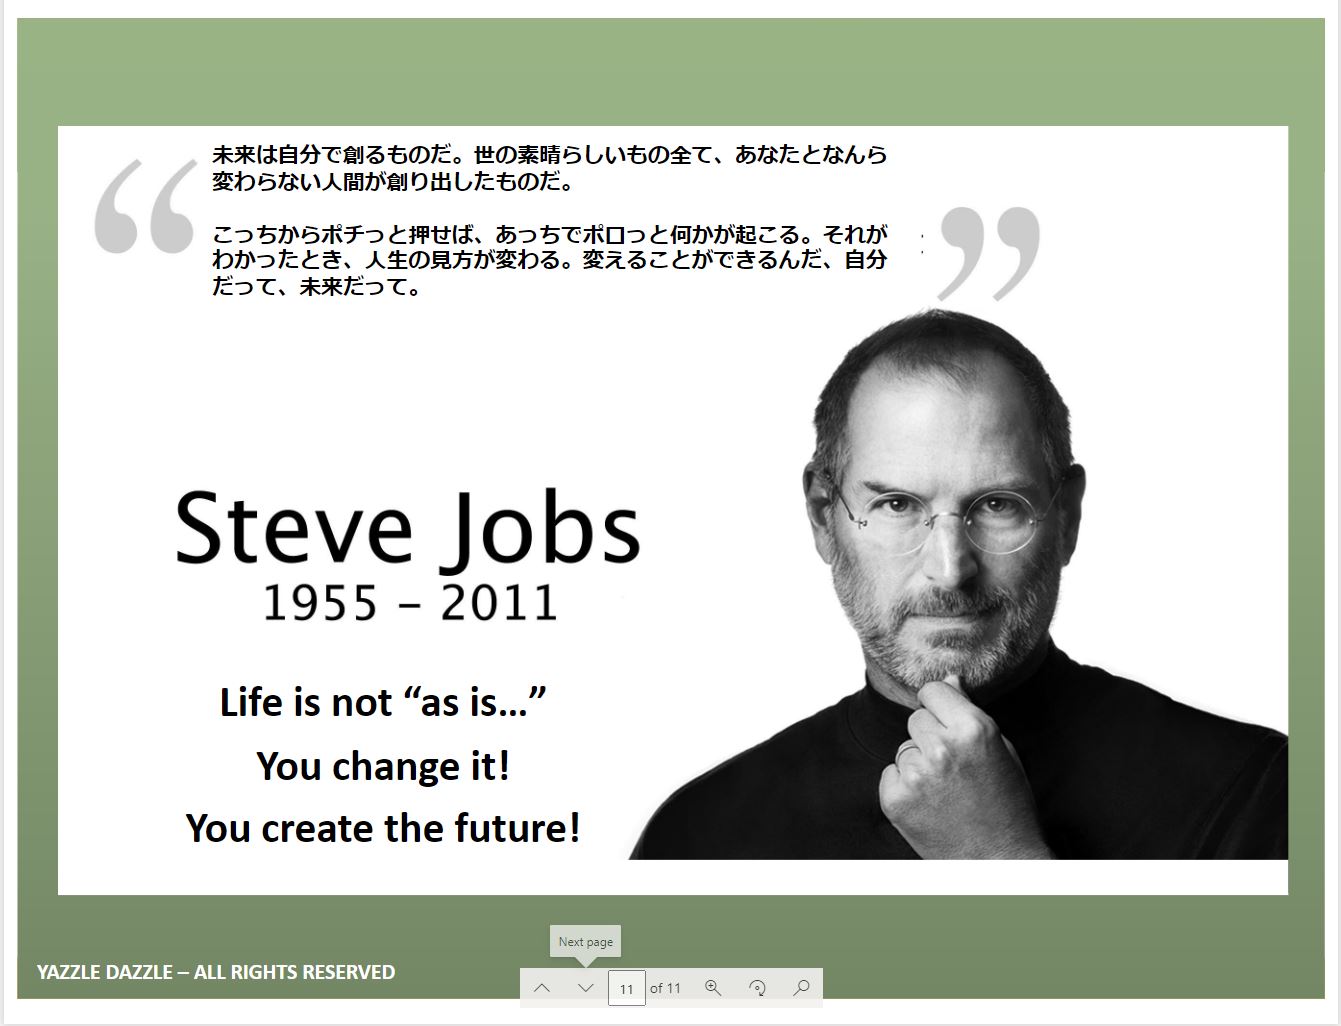 未来は自分で創るものだ。世の素晴らしいもの全て、あなたとなんら
変わらない人間が創り出したものだ。
こっちからポチっと押せば、あっちでポロっと何かが起こる。それが
わかったとき、人生の見方が変わる。変えることができるんだ、自分
だって、未来だって。
Steve Jobs
1955 – 2011
Life is not “as is...”
You change it!
You create the future!
Next page
YAZZLE DAZZLE – ALL RIGHTS RESERVED
11 of 11